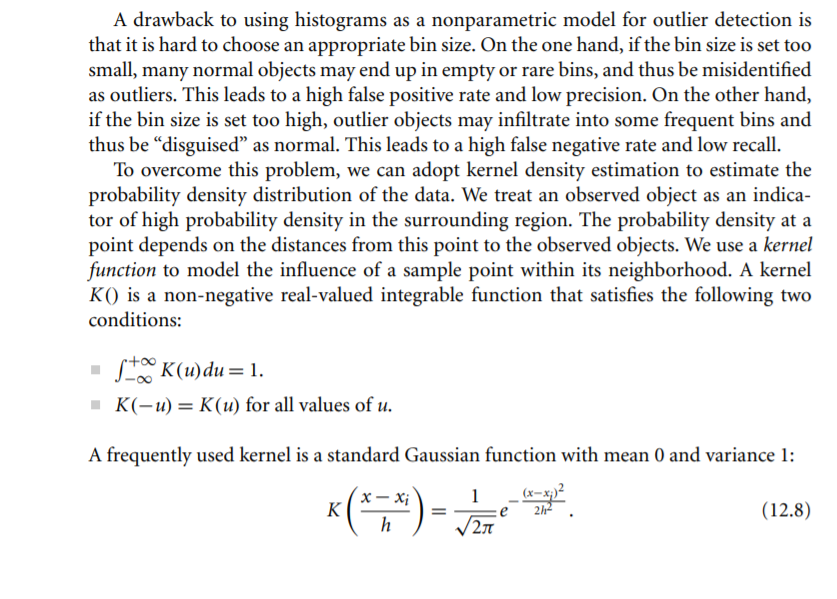 A drawback to using histograms as a nonparametric model for outlier detection is
that it is hard to choose an appropriate bin size. On the one hand, if the bin size is set too
small, many normal objects may end up in empty or rare bins, and thus be misidentified
as outliers. This leads to a high false positive rate and low precision. On the other hand,
if the bin size is set too high, outlier objects may infiltrate into some frequent bins and
thus be “disguised” as normal. This leads to a high false negative rate and low recall.
To overcome this problem, we can adopt kernel density estimation to estimate the
probability density distribution of the data. We treat an observed object as an indica-
tor of high probability density in the surrounding region. The probability density at a
point depends on the distances from this point to the observed objects. We use a kernel
function to model the influence of a sample point within its neighborhood. A kernel
K() is a non-negative real-valued integrable function that satisfies the following two
conditions:
■ ∫_{−∞}^{+∞} K(u)du = 1.
■ K(−u) = K(u) for all values of u.
A frequently used kernel is a standard Gaussian function with mean 0 and variance 1:
K((x − x_i)/h) = (1/√(2π)) e^{−(x−x_i)²/(2h²)}. (12.8)